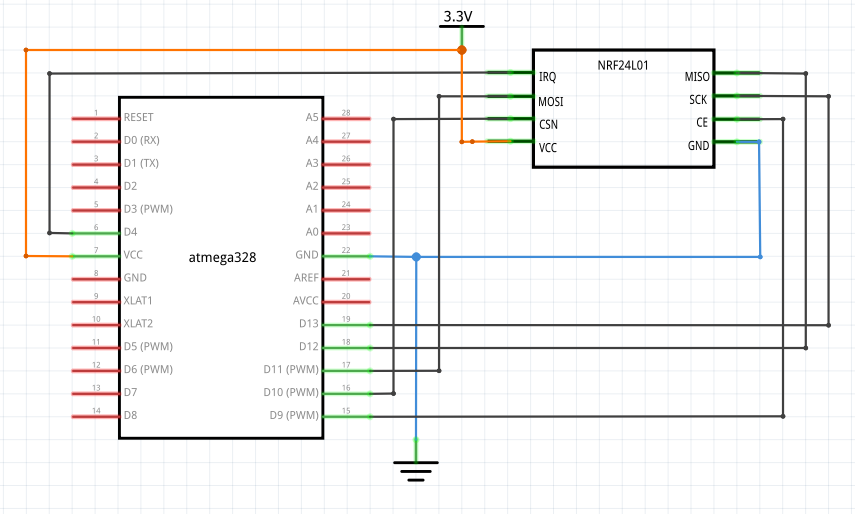 3.3V
NRF24L01
IRQ MISO
MOSI SCK
CSN CE
VCC GND
1 RESET A5 28
2 D0 (RX) A4 27
3 D1 (TX) A3 26
4 D2 A2 25
5 D3 (PWM) A1 24
6 D4 A0 23
7 VCC GND 22
atmega328
8 GND AREF 21
9 XLAT1 AVCC 20
10 XLAT2 D13 19
11 D5 (PWM) D12 18
12 D6 (PWM) D11 (PWM) 17
13 D7 D10 (PWM) 16
14 D8 D9 (PWM) 15